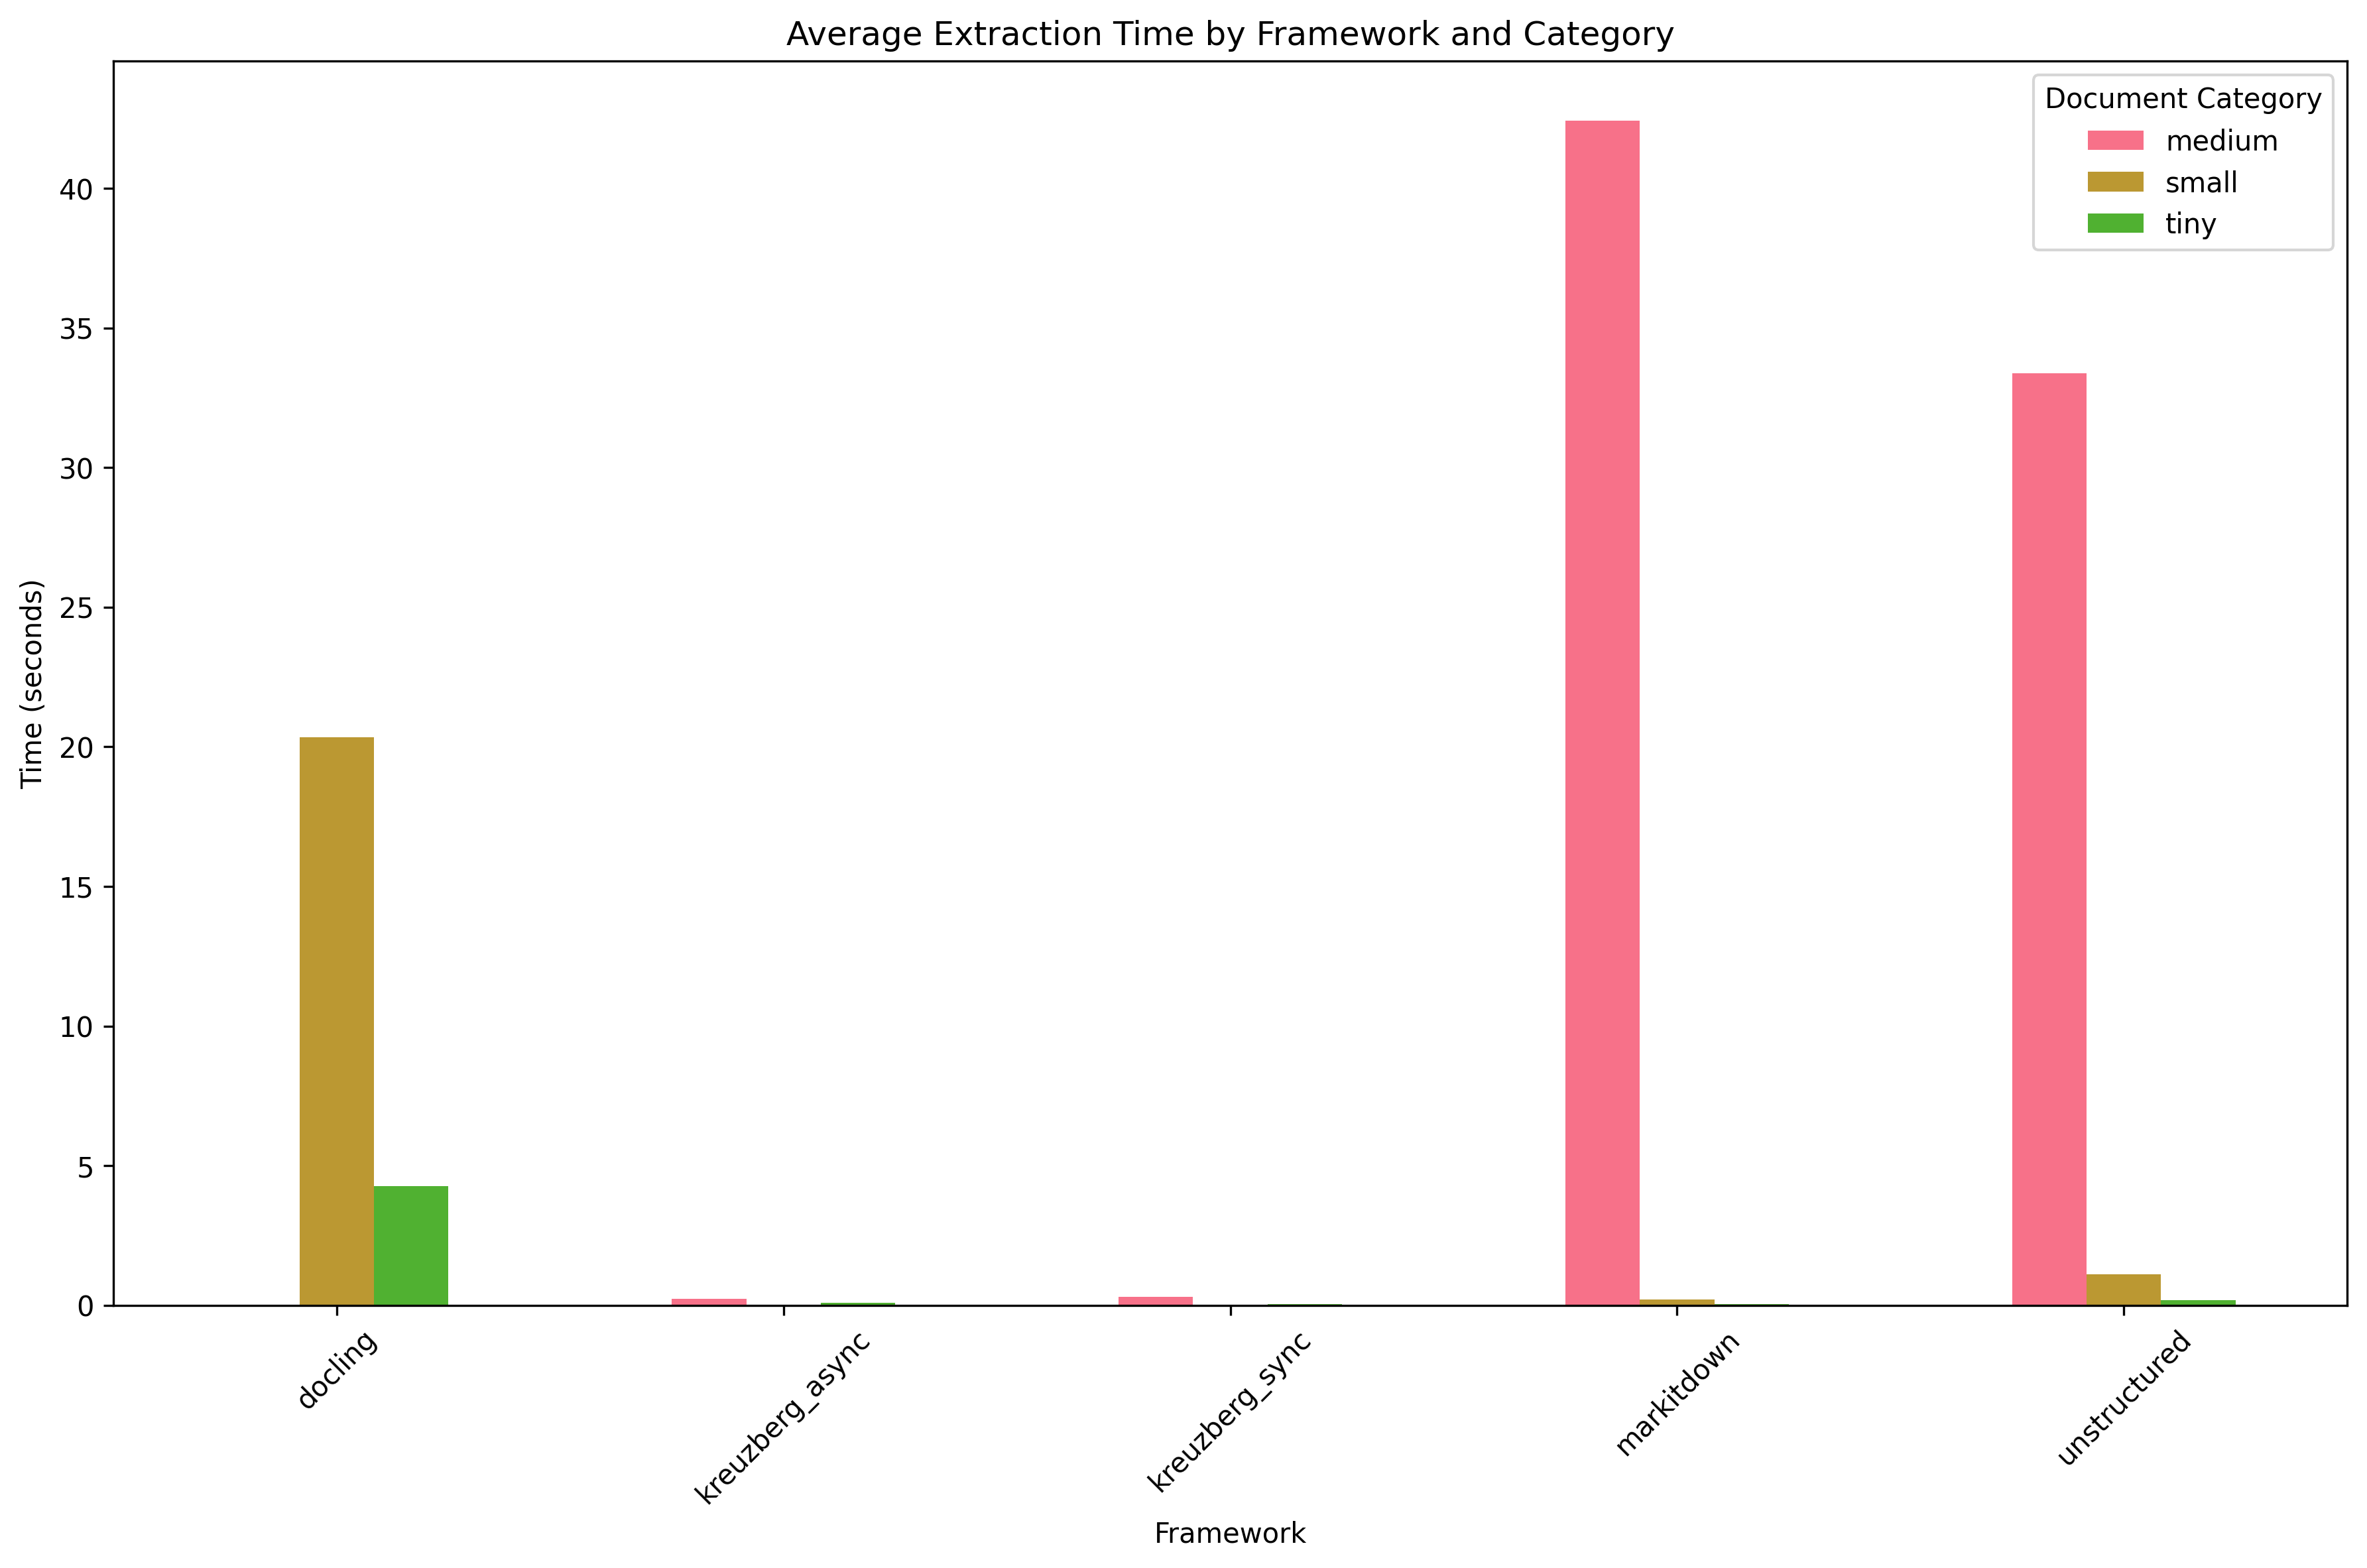 Average Extraction Time by Framework and Category
Document Category
medium
small
tiny
Time (seconds)
40
35
30
25
20
15
10
5
0
docling
kreuzberg_async
kreuzberg_sync
markitdown
unstructured
Framework